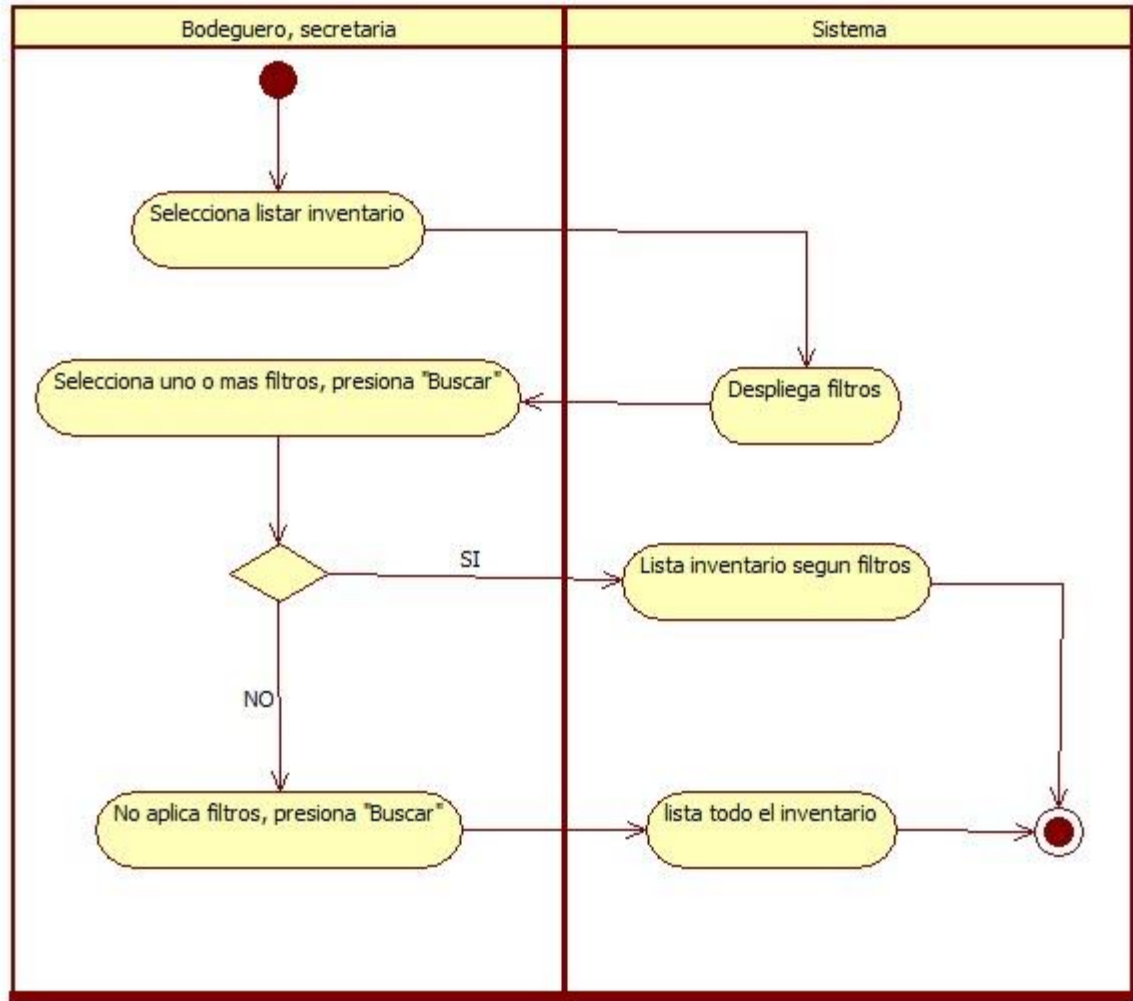 Bodeguero, secretaria
Sistema
Selecciona listar inventario
Selecciona uno o mas filtros, presiona "Buscar"
Despliega filtros
SI
Lista inventario segun filtros
NO
No aplica filtros, presiona "Buscar"
lista todo el inventario